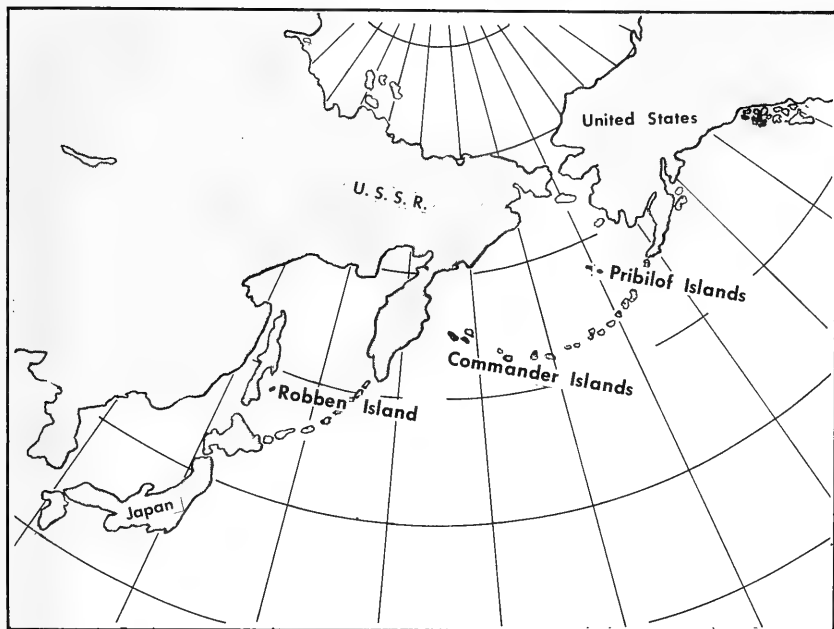 United States
U. S. S. R.
Pribilof Islands
Commander Islands
Robben Island
Japan